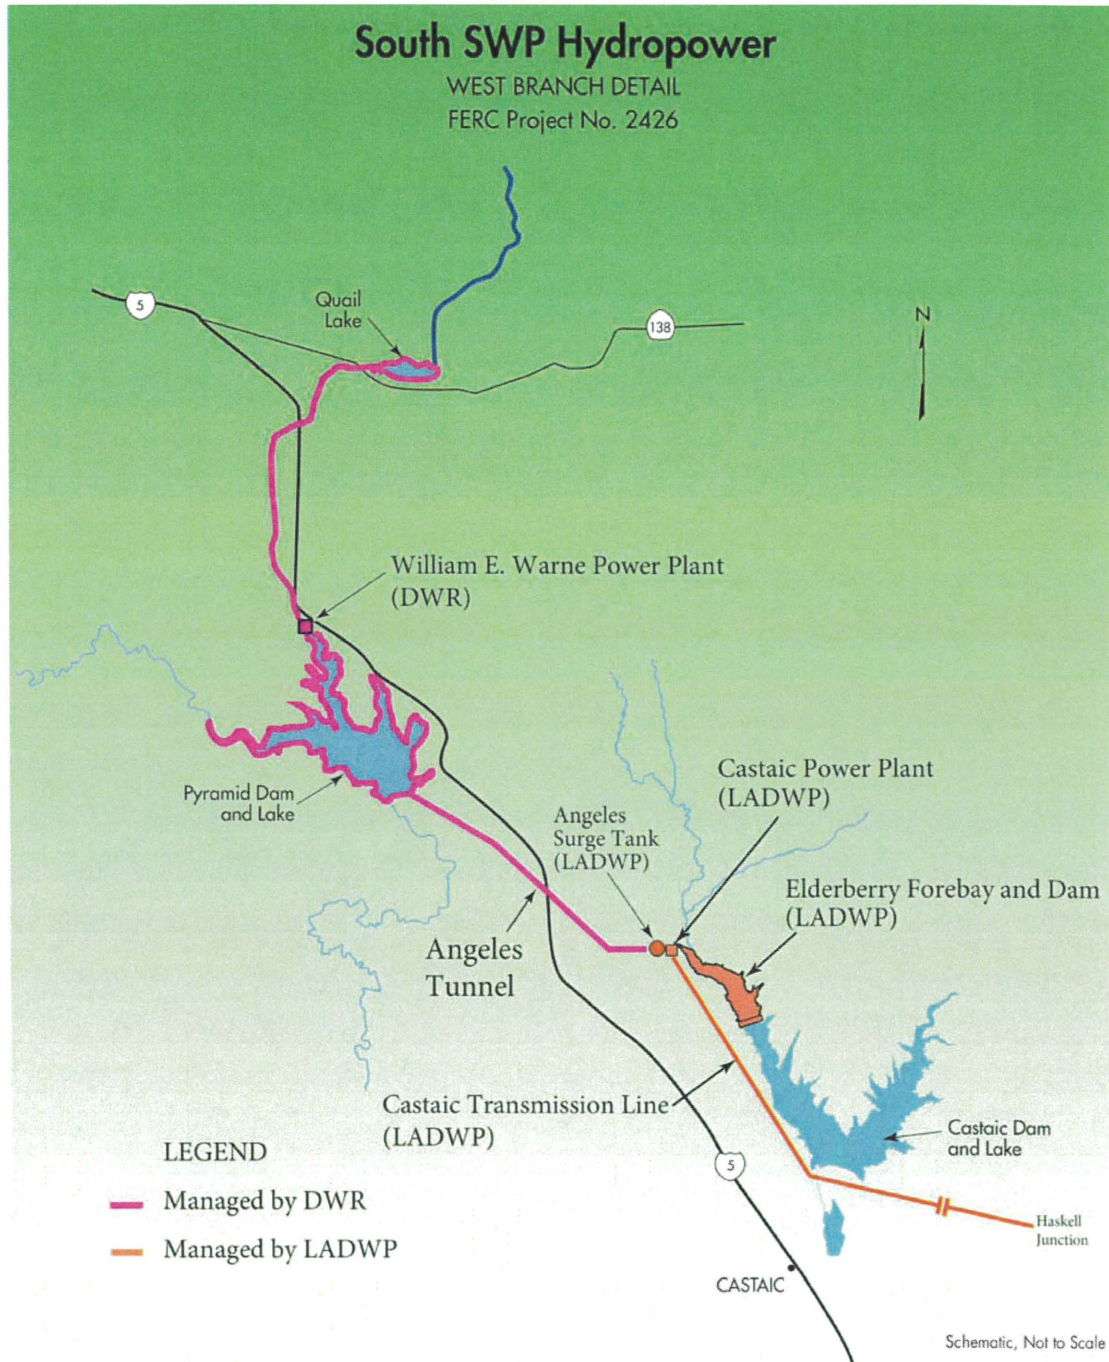 South SWP Hydropower
WEST BRANCH DETAIL
FERC Project No. 2426
5
Quail
Lake
138
N
William E. Warne Power Plant
(DWR)
Pyramid Dam
and Lake
Castaic Power Plant
(LADWP)
Angeles
Surge Tank
(LADWP)
Elderberry Forebay and Dam
(LADWP)
Angeles
Tunnel
Castaic Transmission Line
(LADWP)
Castaic Dam
and Lake
LEGEND
Managed by DWR
Managed by LADWP
5
Haskell
Junction
CASTAIC
Schematic, Not to Scale